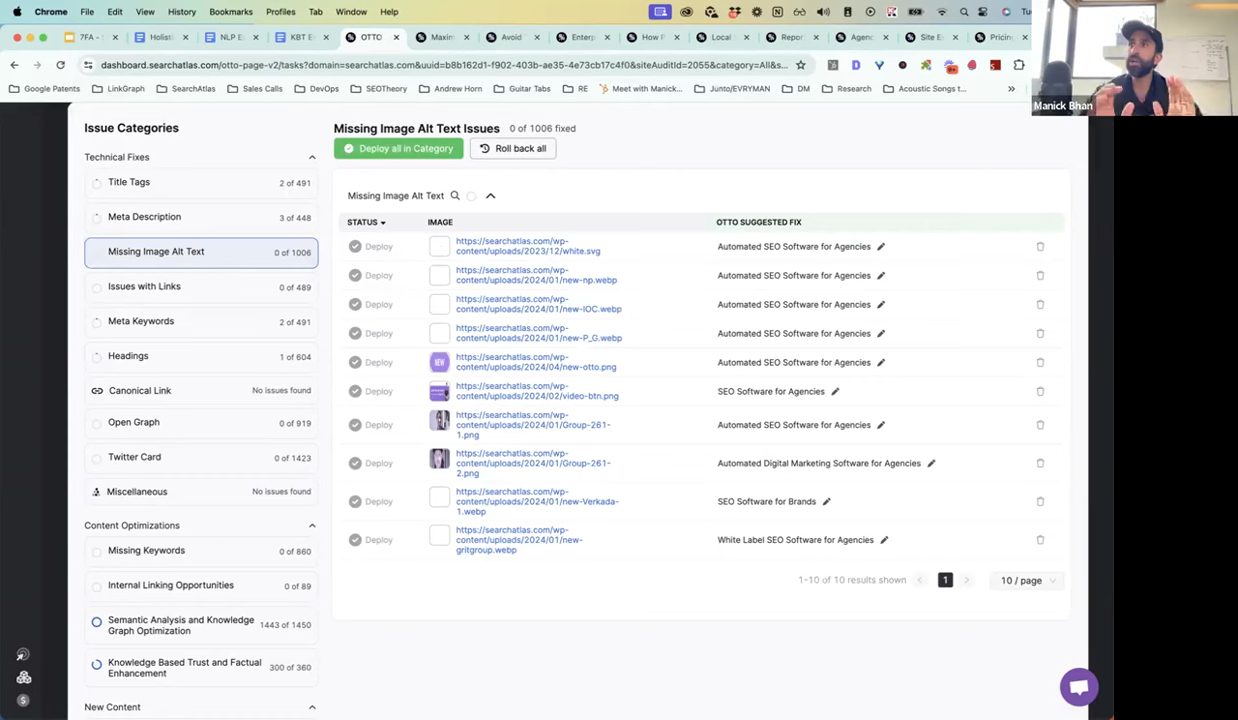 Chrome File Edit View History Bookmarks Profiles Tab Window Help
7FA - Holisti NLP E KBT E OTTO Maxim Avoid Enterp How P Local Report Agen Site E Pricin
dashboard.searchatlas.com/otto-page-v2/tasks?domain=searchatlas.com&uuid=b8b162d1-f902-403b-ae35-4e73cb17c4f0&siteAuditId=2055&category=All&s...
Google Patents LinkGraph SearchAtlas Sales Calls DevOps SEOTheory Andrew Horn Guitar Tabs RE Meet with Manick... Junto/EVRYMAN DM Research Acoustic Songs t...
Manick Bhan
Issue Categories
Technical Fixes
Title Tags 2 of 491
Meta Description 3 of 448
Missing Image Alt Text 0 of 1006
Issues with Links 0 of 489
Meta Keywords 2 of 491
Headings 1 of 604
Canonical Link No issues found
Open Graph 0 of 919
Twitter Card 0 of 1423
Miscellaneous No issues found
Content Optimizations
Missing Keywords 0 of 860
Internal Linking Opportunities 0 of 89
Semantic Analysis and Knowledge
Graph Optimization 1443 of 1450
Knowledge Based Trust and Factual
Enhancement 300 of 360
New Content
Missing Image Alt Text Issues 0 of 1006 fixed
Deploy all in Category Roll back all
Missing Image Alt Text
STATUS IMAGE OTTO SUGGESTED FIX
Deploy https://searchatlas.com/wp-
content/uploads/2023/12/white.svg Automated SEO Software for Agencies
Deploy https://searchatlas.com/wp-
content/uploads/2024/01/new-np.webp Automated SEO Software for Agencies
Deploy https://searchatlas.com/wp-
content/uploads/2024/01/new-IOC.webp Automated SEO Software for Agencies
Deploy https://searchatlas.com/wp-
content/uploads/2024/01/new-P_G.webp Automated SEO Software for Agencies
NEW
Deploy https://searchatlas.com/wp-
content/uploads/2024/04/new-otto.png Automated SEO Software for Agencies
Deploy https://searchatlas.com/wp-
content/uploads/2024/02/video-btn.png SEO Software for Agencies
Deploy https://searchatlas.com/wp-
content/uploads/2024/01/Group-261-
1.png Automated SEO Software for Agencies
Deploy https://searchatlas.com/wp-
content/uploads/2024/01/Group-261-
2.png Automated Digital Marketing Software for Agencies
Deploy https://searchatlas.com/wp-
content/uploads/2024/01/new-Verkada-
1.webp SEO Software for Brands
Deploy https://searchatlas.com/wp-
content/uploads/2024/01/new-
gritgroup.webp White Label SEO Software for Agencies
1-10 of 10 results shown 1 10 / page